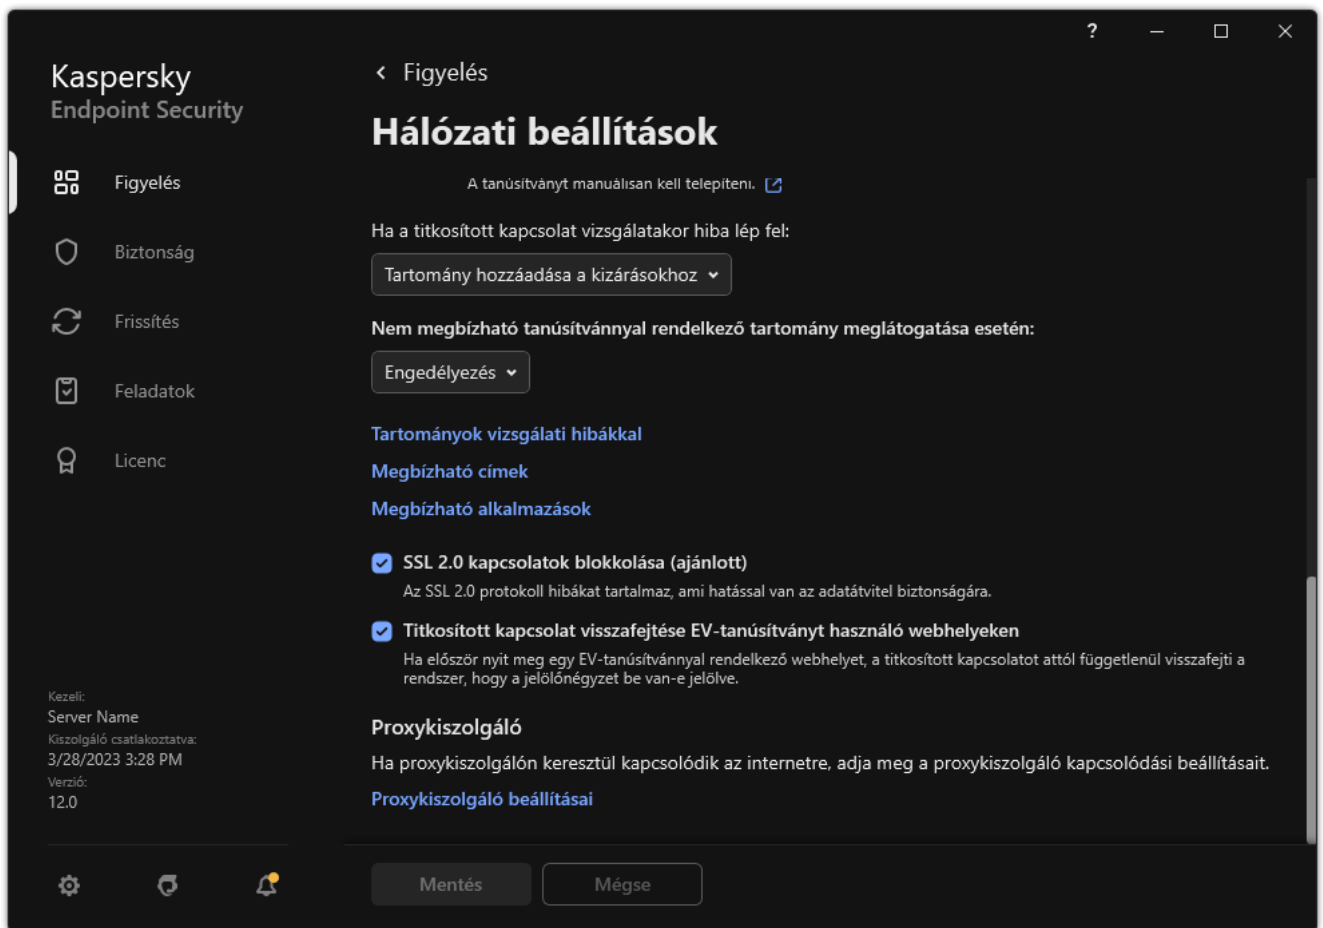 ?
Kaspersky
Endpoint Security
Figyelés
Biztonság
Frissítés
Feladatok
Licenc
Kezeli:
Server Name
Kiszolgáló csatlakoztatva:
3/28/2023 3:28 PM
Verzió:
12.0
Figyelés
Hálózati beállítások
A tanúsítványt manuálisan kell telepíteni.
Ha a titkosított kapcsolat vizsgálatakor hiba lép fel:
Tartomány hozzáadása a kizárásokhoz
Nem megbízható tanúsítvánnyal rendelkező tartomány meglátogatása esetén:
Engedélyezés
Tartományok vizsgálati hibákkal
Megbízható címek
Megbízható alkalmazások
SSL 2.0 kapcsolatok blokkolása (ajánlott)
Az SSL 2.0 protokoll hibákat tartalmaz, ami hatással van az adatátvitel biztonságára.
Titkosított kapcsolat visszafejtése EV-tanúsítványt használó webhelyeken
Ha először nyit meg egy EV-tanúsítvánnyal rendelkező webhelyet, a titkosított kapcsolatot attól függetlenül visszafejti a
rendszer, hogy a jelölőnégyzet be van-e jelölve.
Proxykiszolgáló
Ha proxykiszolgálón keresztül kapcsolódik az internetre, adja meg a proxykiszolgáló kapcsolódási beállításait.
Proxykiszolgáló beállításai
Mentés
Mégse